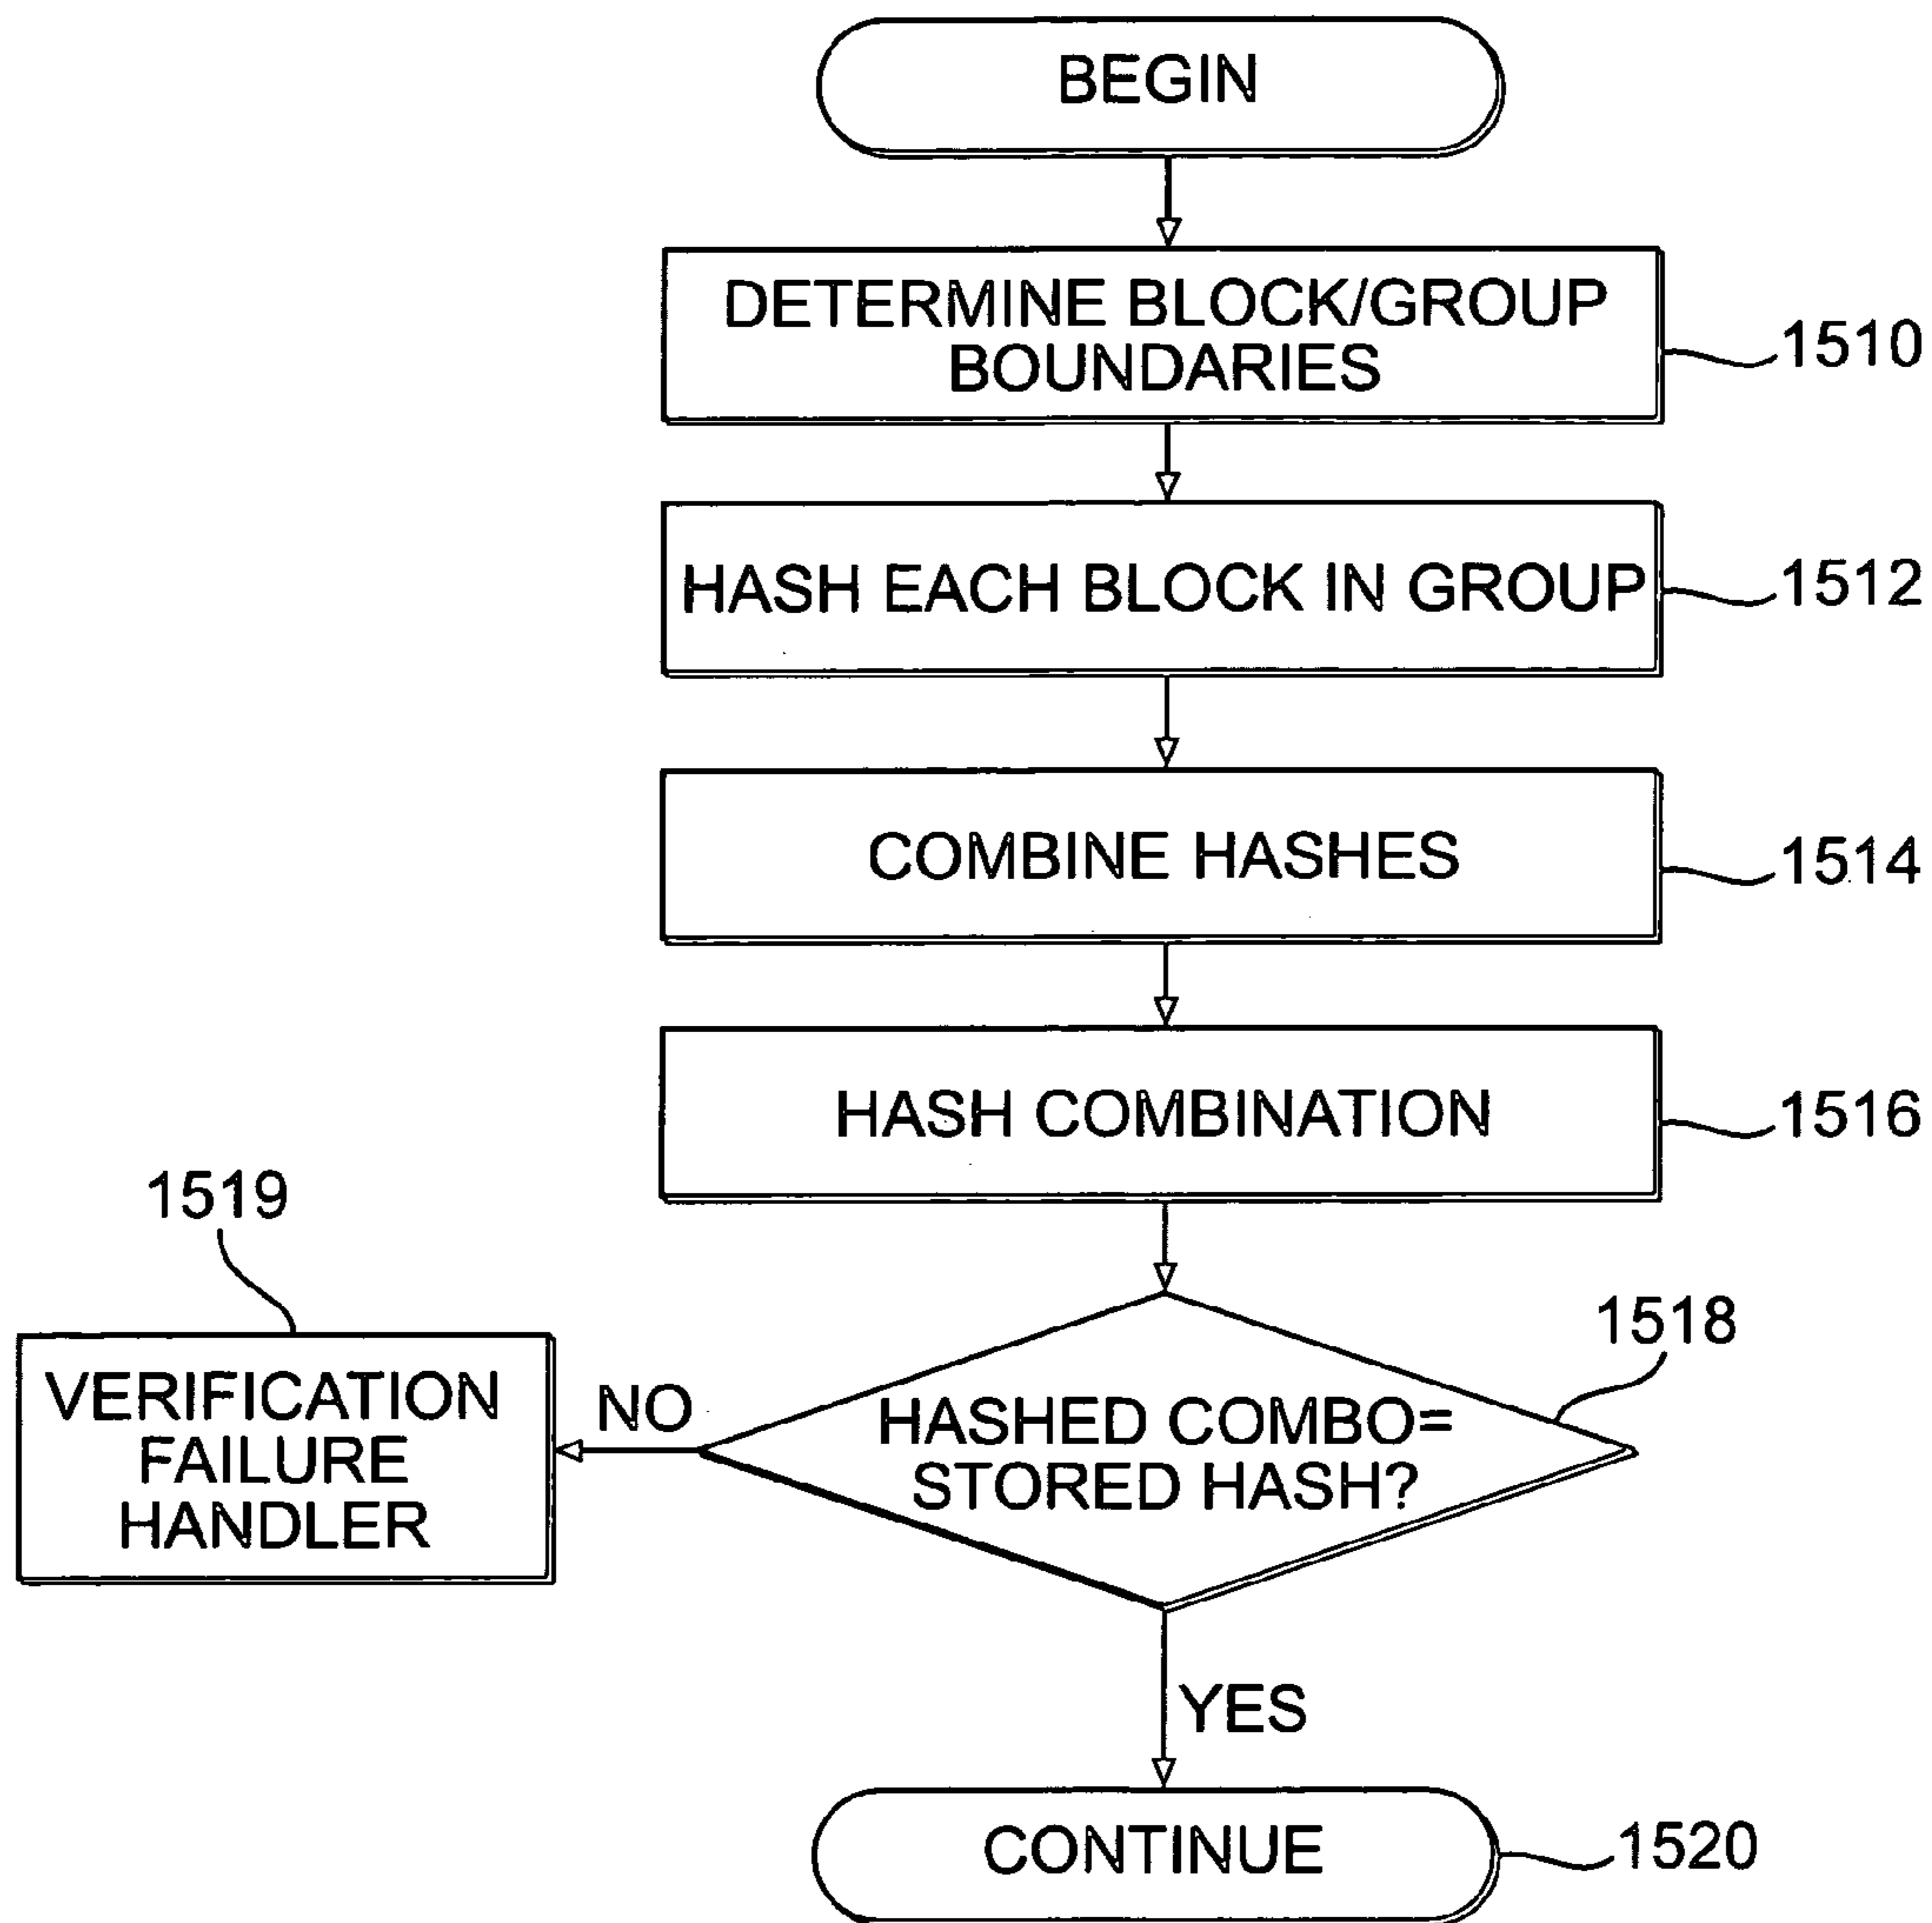 BEGIN
DETERMINE BLOCK/GROUP
BOUNDARIES
1510
HASH EACH BLOCK IN GROUP
1512
COMBINE HASHES
1514
HASH COMBINATION
1516
1519
1518
VERIFICATION
FAILURE
HANDLER
NO
HASHED COMBO=
STORED HASH?
YES
CONTINUE
1520